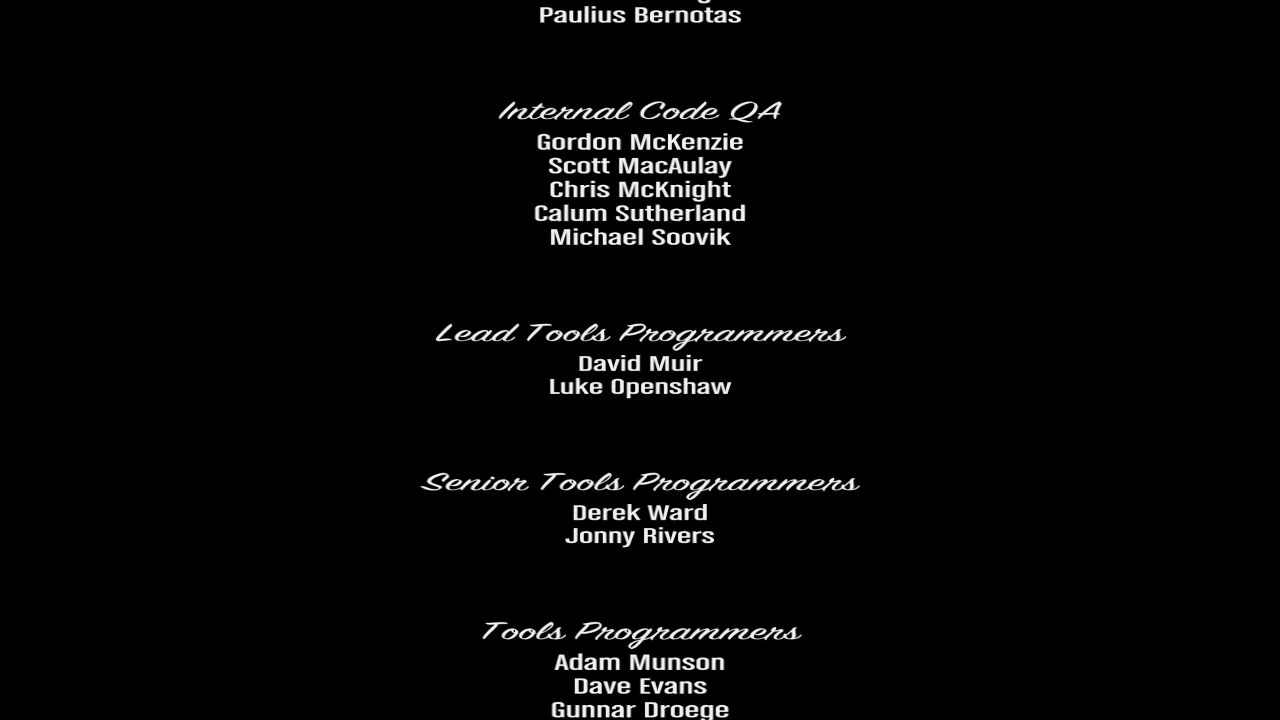 Paulius Bernotas
Internal Code QA
Gordon McKenzie
Scott MacAulay
Chris McKnight
Calum Sutherland
Michael Soovik
Lead Tools Programmers
David Muir
Luke Openshaw
Senior Tools Programmers
Derek Ward
Jonny Rivers
Tools Programmers
Adam Munson
Dave Evans
Gunnar Droege